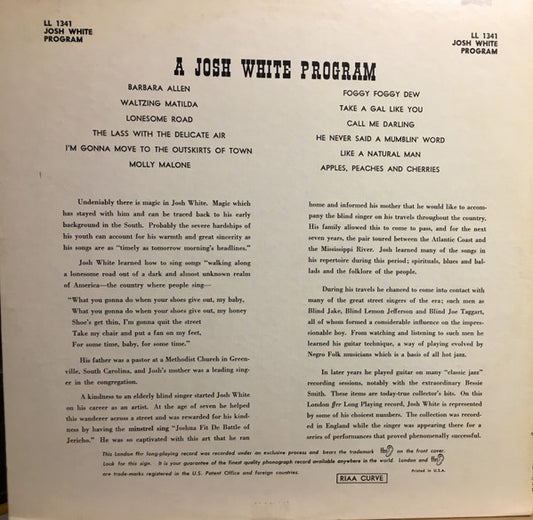 LL 1341
JOSH WHITE
PROGRAM
LL 1341
JOSH WHITE
PROGRAM
A JOSH WHITE PROGRAM
BARBARA ALLEN
WALTZING MATILDA
LONESOME ROAD
THE LASS WITH THE DELICATE AIR
I'M GONNA MOVE TO THE OUTSKIRTS OF TOWN
MOLLY MALONE
FOGGY FOGGY DEW
TAKE A GAL LIKE YOU
CALL ME DARLING
HE NEVER SAID A MUMBLIN' WORD
LIKE A NATURAL MAN
APPLES, PEACHES AND CHERRIES
Undeniably there is magic in Josh White. Magic which
has stayed with him and can be traced back to his early
background in the South. Probably the severe hardships of
his youth can account for his warmth and great sincerity as
his songs are as "timely as tomorrow morning's headlines."
Josh White learned how to sing songs "walking along
a lonesome road out of a dark and almost unknown realm
of America—the country where people sing—
"What you gonna do when your shoes give out, my baby,
What you gonna do when your shoes give out, my honey
Shoe's get thin, I'm gonna quit the street
Take my chair and put a fan on my feet,
For some time, baby, for some time."
His father was a pastor at a Methodist Church in Green-
ville, South Carolina, and Josh's mother was a leading sing-
er in the congregation.
A kindness to an elderly blind singer started Josh White
on his career as an artist. At the age of seven he helped
this wanderer across a street and was rewarded for his kind-
ness by having the minstrel sing "Joshua Fit De Battle of
Jericho." He was so captivated with this art that he ran
home and informed his mother that he would like to accom-
pany the blind singer on his travels throughout the country.
His family allowed this to come to pass, and for the next
seven years, the pair toured between the Atlantic Coast and
the Mississippi River. Josh learned many of the songs in
his repertoire during this period; spirituals, blues and bal-
lads and the folklore of the people.
During his travels he chanced to come into contact with
many of the great street singers of the era; such men as
Blind Jake, Blind Lemon Jefferson and Blind Joe Taggart,
all of whom formed a considerable influence on the impres-
sionable boy. From watching and listening to such men he
learned his guitar technique, a way of playing evolved by
Negro Folk musicians which is a basis of all hot jazz.
In later years he played guitar on many "classic jazz"
recording sessions, notably with the extraordinary Bessie
Smith. These items are today-true collector's bits. On this
London ffrr Long Playing record, Josh White is represented
by some of his choicest numbers. The collection was record-
ed in England while the singer was appearing there for a
series of performances that proved phenomenally successful.
This London ffrr long-playing record was recorded under an exclusive process and bears the trademark ffrr on the front cover.
Look for this sign. It is your guarantee of the finest quality phonograph record available anywhere in the world. London and ffrr
are trade-marks registered in the U.S. Patent Office and foreign countries.
Printed in U.S.A.
RIAA CURVE